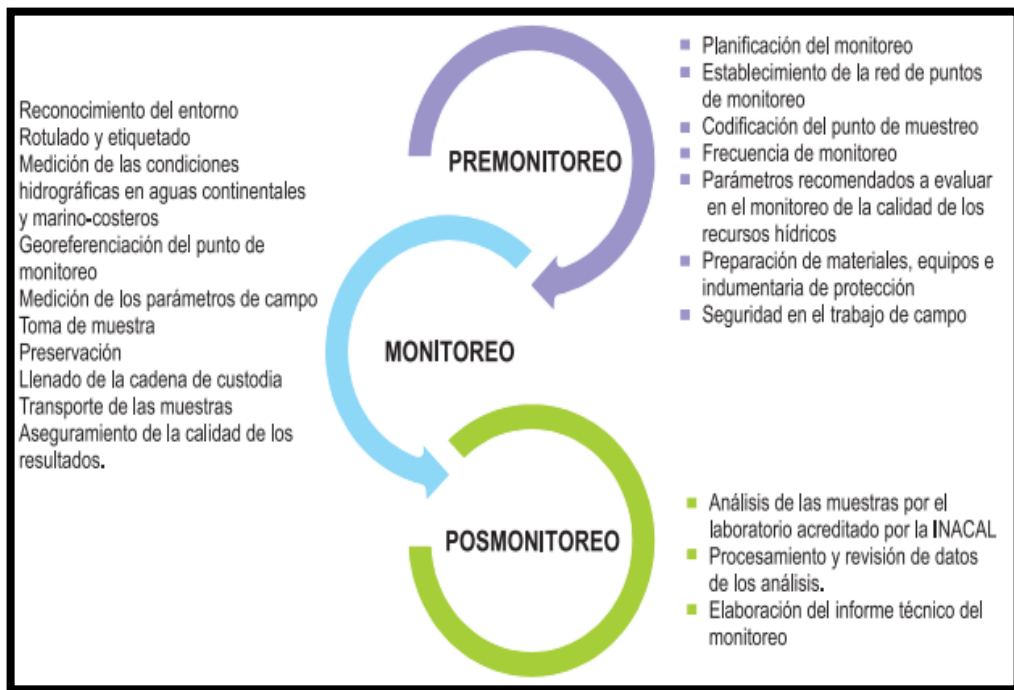 PREMONITOREO
Planificación del monitoreo
Establecimiento de la red de puntos
de monitoreo
Codificación del punto de muestreo
Frecuencia de monitoreo
Parámetros recomendados a evaluar
en el monitoreo de la calidad de los
recursos hídricos
Preparación de materiales, equipos e
indumentaria de protección
Seguridad en el trabajo de campo
Reconocimiento del entorno
Rotulado y etiquetado
Medición de las condiciones
hidrográficas en aguas continentales
y marino-costeros
Georeferenciación del punto de
monitoreo
Medición de los parámetros de campo
Toma de muestra
Preservación
Llenado de la cadena de custodia
Transporte de las muestras
Aseguramiento de la calidad de los
resultados.
MONITOREO
POSMONITOREO
Análisis de las muestras por el
laboratorio acreditado por la INACAL
Procesamiento y revisión de datos
de los análisis.
Elaboración del informe técnico del
monitoreo